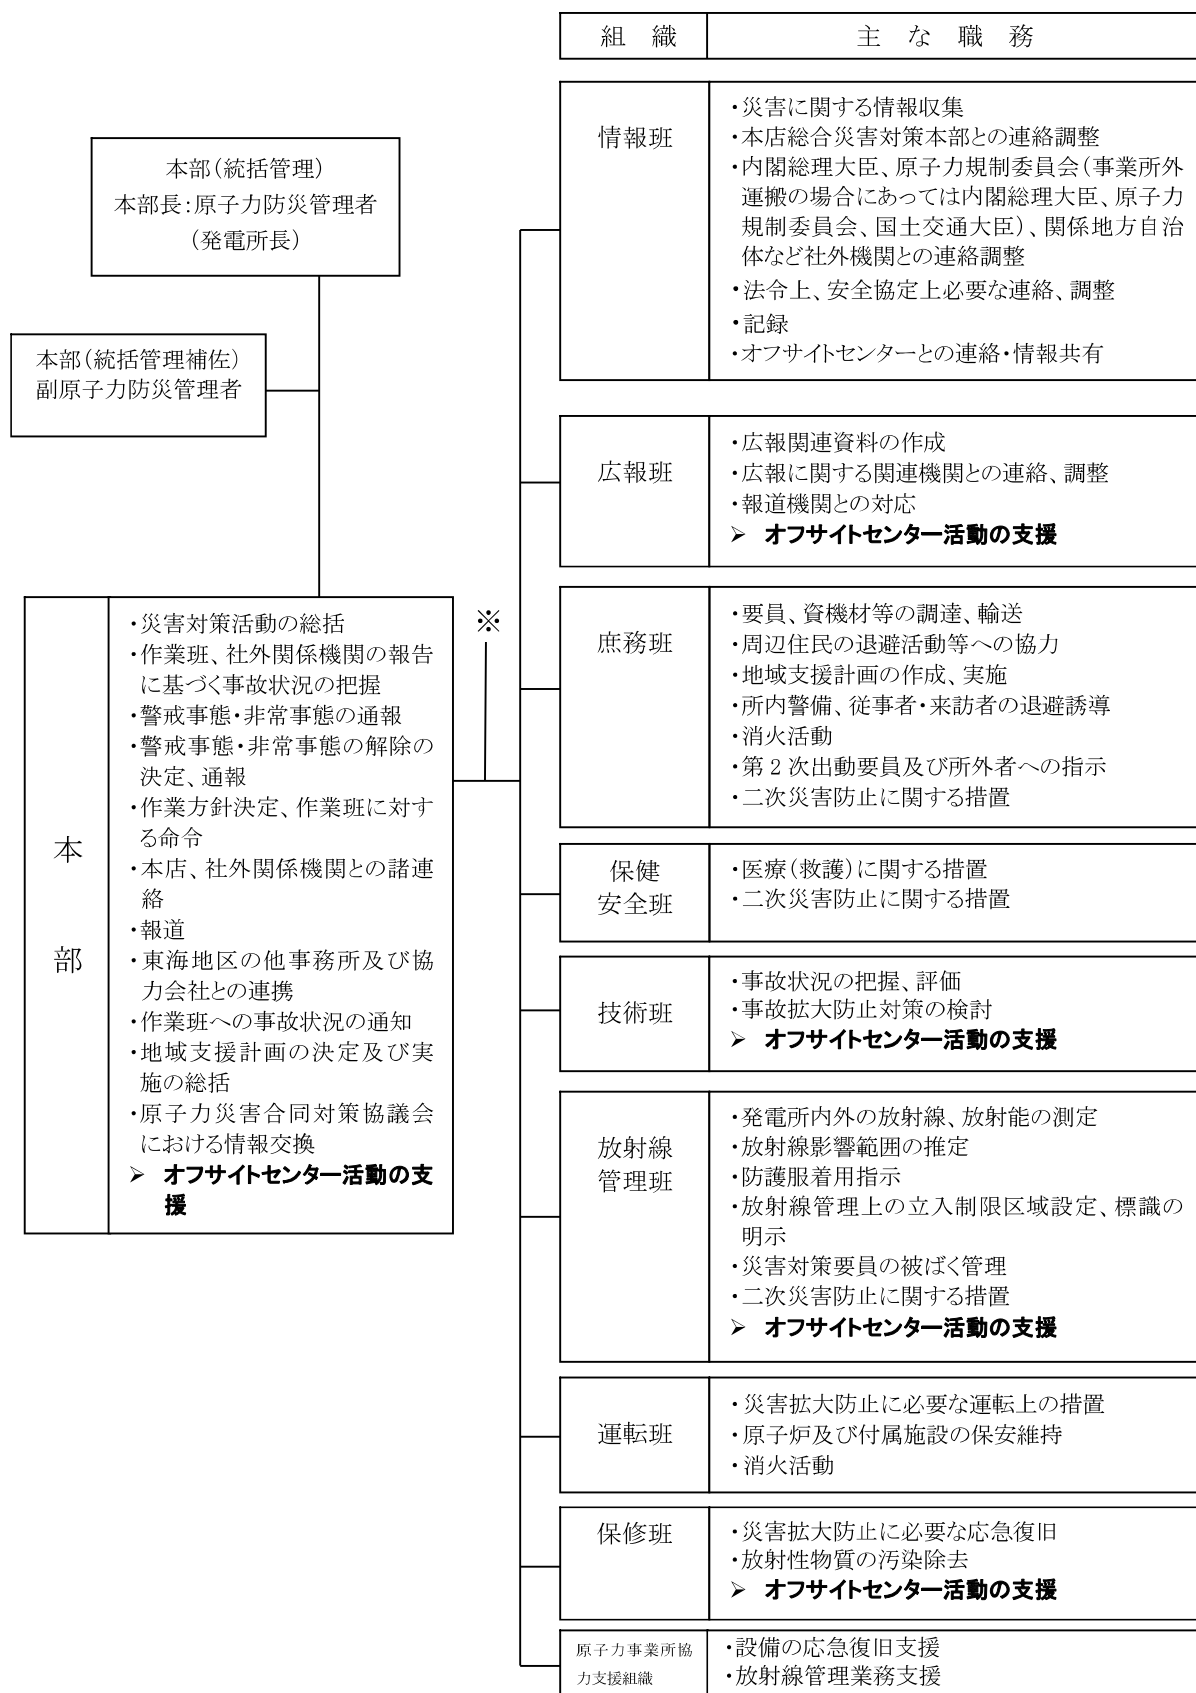 組　織　主　な　職　務
本部（統括管理）
本部長：原子力防災管理者
（発電所長）
本部（統括管理補佐）
副原子力防災管理者
本
部
・災害対策活動の総括
・作業班、社外関係機関の報告
に基づく事故状況の把握
・警戒事態・非常事態の通報
・警戒事態・非常事態の解除の
決定、通報
・作業方針決定、作業班に対す
る命令
・本店、社外関係機関との諸連
絡
・報道
・東海地区の他事務所及び協
力会社との連携
・作業班への事故状況の通知
・地域支援計画の決定及び実
施の総括
・原子力災害合同対策協議会
における情報交換
➢ オフサイトセンター活動の支
援
※
情報班
・災害に関する情報収集
・本店総合災害対策本部との連絡調整
・内閣総理大臣、原子力規制委員会（事業所外
運搬の場合にあっては内閣総理大臣、原子力
規制委員会、国土交通大臣）、関係地方自治
体など社外機関との連絡調整
・法令上、安全協定上必要な連絡、調整
・記録
・オフサイトセンターとの連絡・情報共有
広報班
・広報関連資料の作成
・広報に関する関連機関との連絡、調整
・報道機関との対応
➢ オフサイトセンター活動の支援
庶務班
・要員、資機材等の調達、輸送
・周辺住民の退避活動等への協力
・地域支援計画の作成、実施
・所内警備、従事者・来訪者の退避誘導
・消火活動
・第２次出動要員及び所外者への指示
・二次災害防止に関する措置
保健
安全班
・医療（救護）に関する措置
・二次災害防止に関する措置
技術班
・事故状況の把握、評価
・事故拡大防止対策の検討
➢ オフサイトセンター活動の支援
放射線
管理班
・発電所内外の放射線、放射能の測定
・放射線影響範囲の推定
・防護服着用指示
・放射線管理上の立入制限区域設定、標識の
明示
・災害対策要員の被ばく管理
・二次災害防止に関する措置
➢ オフサイトセンター活動の支援
運転班
・災害拡大防止に必要な運転上の措置
・原子炉及び付属施設の保安維持
・消火活動
保修班
・災害拡大防止に必要な応急復旧
・放射性物質の汚染除去
➢ オフサイトセンター活動の支援
原子力事業所協
力支援組織
・設備の応急復旧支援
・放射線管理業務支援